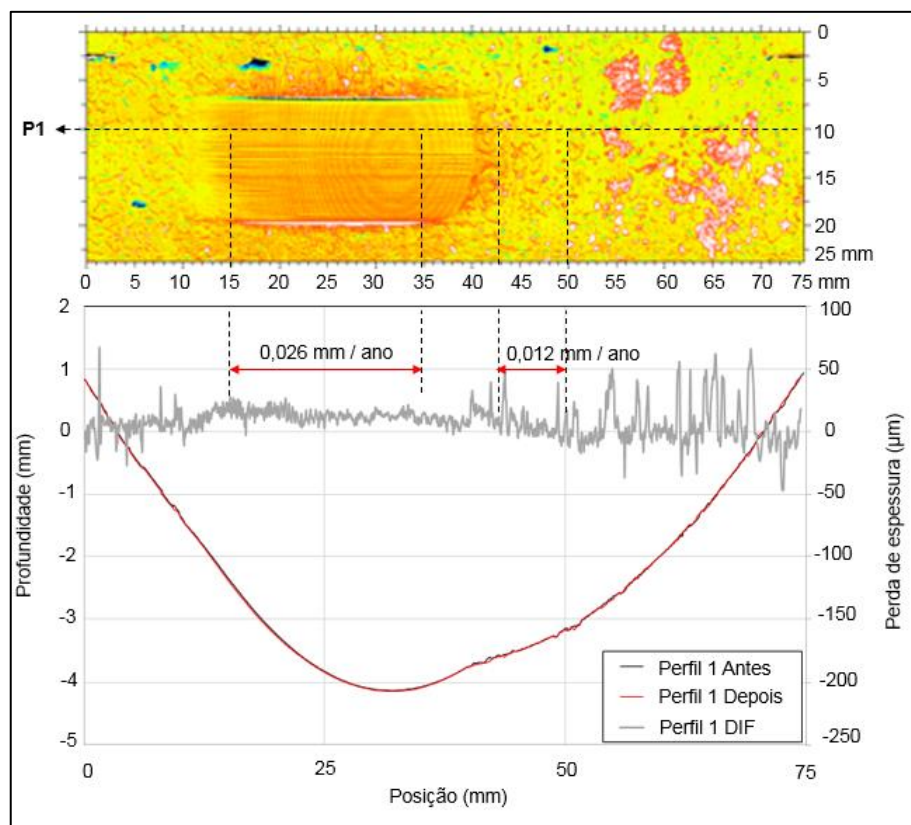 0
5
P1
10
15
20
25 mm
0 5 10 15 20 25 30 35 40 45 50 55 60 65 70 75
mm
2 100
0,026 mm / ano 0,012 mm / ano
1 50
0 0
-1 -50
-2 -100
-3 -150
-4 -200
-5 -250
Profundidade (mm)
Perda de espessura (µm)
Perfil 1 Antes
Perfil 1 Depois
Perfil 1 DIF
0 25 50 75
Posição (mm)